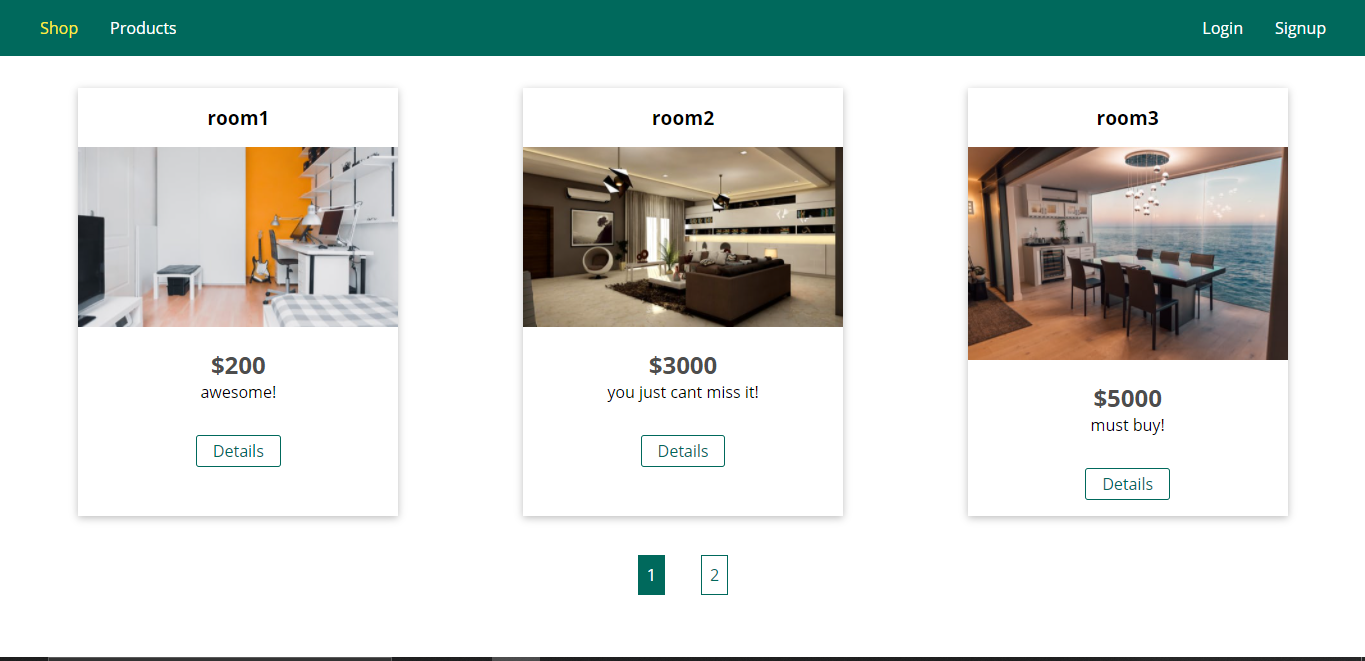 Shop Products Login Signup
room1 room2 room3
$200 $3000
awesome! you just cant miss it!
$5000
must buy!
Details Details
Details
1 2